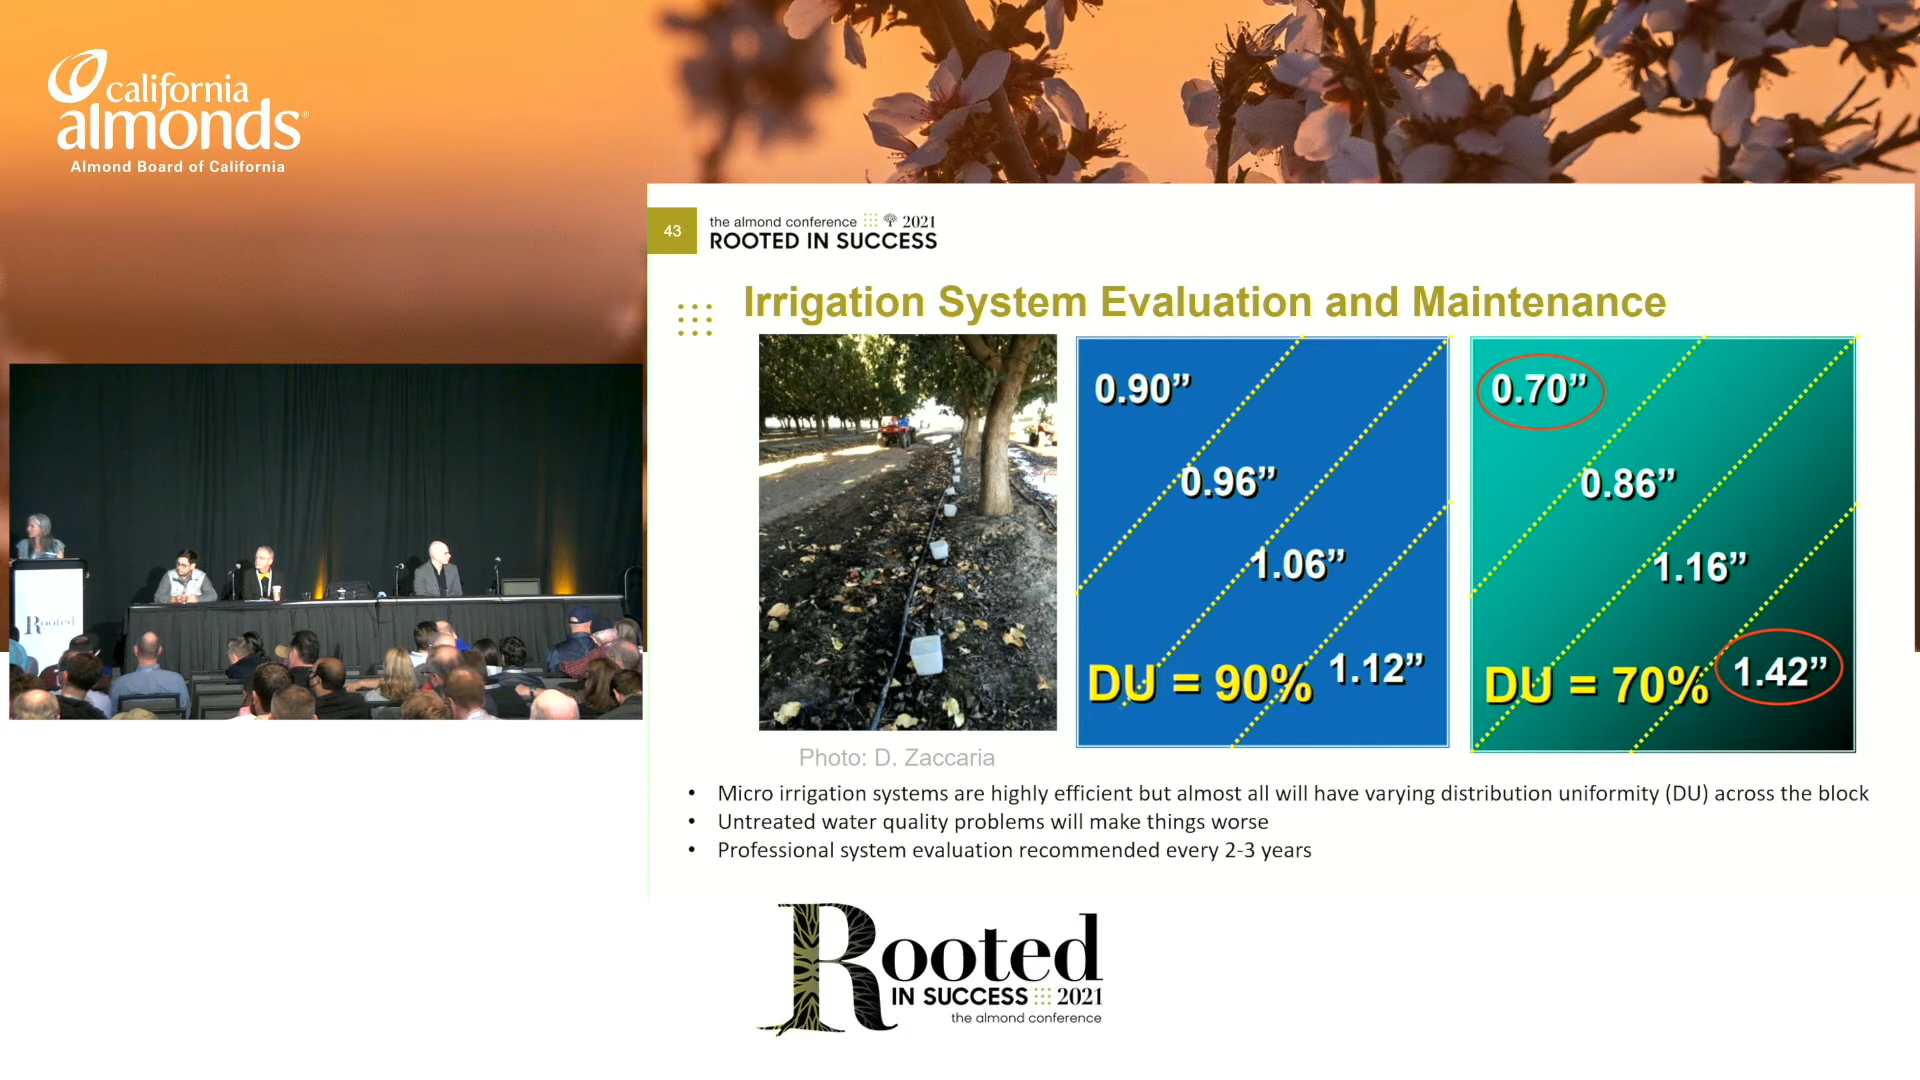 california
almonds®
Almond Board of California
43
the almond conference 2021
ROOTED IN SUCCESS
Irrigation System Evaluation and Maintenance
0.90”
0.96”
1.06”
1.12”
DU = 90%
0.70”
0.86”
1.16”
1.42”
DU = 70%
Photo: D. Zaccaria
• Micro irrigation systems are highly efficient but almost all will have varying distribution uniformity (DU) across the block
• Untreated water quality problems will make things worse
• Professional system evaluation recommended every 2-3 years
Rooted
Rooted
IN SUCCESS 2021
the almond conference